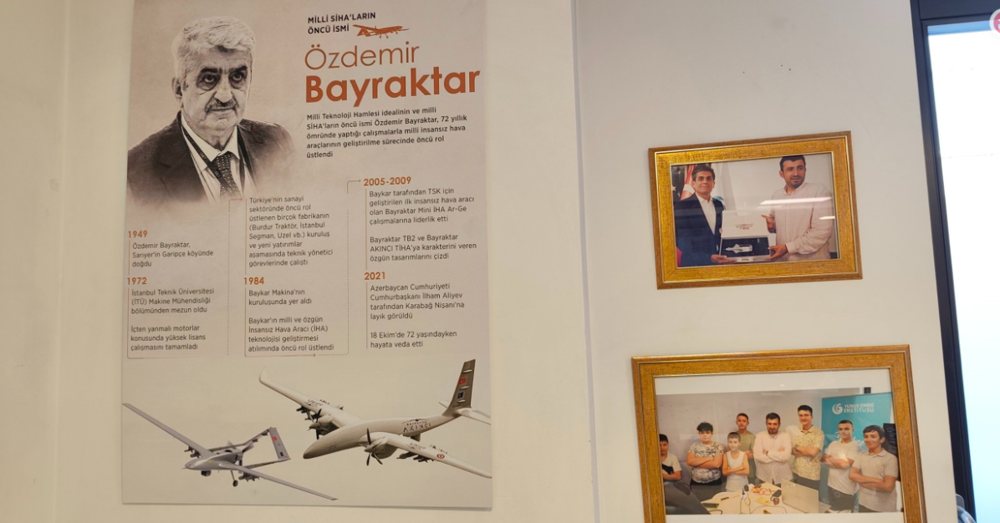 MİLLİ SİHA'LARIN
ÖNCÜ İSMİ
Özdemir
Bayraktar
Milli Teknoloji Hamlesi idealinin ve milli
SİHA'ların öncü ismi Özdemir Bayraktar, 72 yıllık
ömründe yaptığı çalışmalarla milli insansız hava
araçlarının geliştirilme sürecinde öncü rol
üstlendi
1949
Özdemir Bayraktar,
Sarıyer'in Garipçe köyünde
doğdu
1972
İstanbul Teknik Üniversitesi
(İTÜ) Makine Mühendisliği
bölümünden mezun oldu
İçten yanmalı motorlar
konusunda yüksek lisans
çalışmasını tamamladı
Türkiye'nin sanayi
sektöründe öncü rol
üstlenen birçok fabrikanın
(Burdur Traktör, İstanbul
Segman, Uzel vb.) kuruluş
ve yeni yatırımlar
aşamasında teknik yönetici
görevlerinde çalıştı
1984
Baykar Makina'nın
kuruluşunda yer aldı
Baykar'ın milli ve özgün
İnsansız Hava Aracı (İHA)
teknolojisi geliştirmesi
atılımında öncü rol üstlendi
2005-2009
Baykar tarafından TSK için
geliştirilen ilk insansız hava aracı
olan Bayraktar Mini İHA Ar-Ge
çalışmalarına liderlik etti
Bayraktar TB2 ve Bayraktar
AKINCI TİHA'ya karakterini veren
özgün tasarımlarını çizdi
2021
Azerbaycan Cumhuriyeti
Cumhurbaşkanı İlham Aliyev
tarafından Karabağ Nişanı'na
layık görüldü
18 Ekim'de 72 yaşındayken
hayata veda etti
AKINCI
YUNUS EMRE
ENSTİTÜSÜ